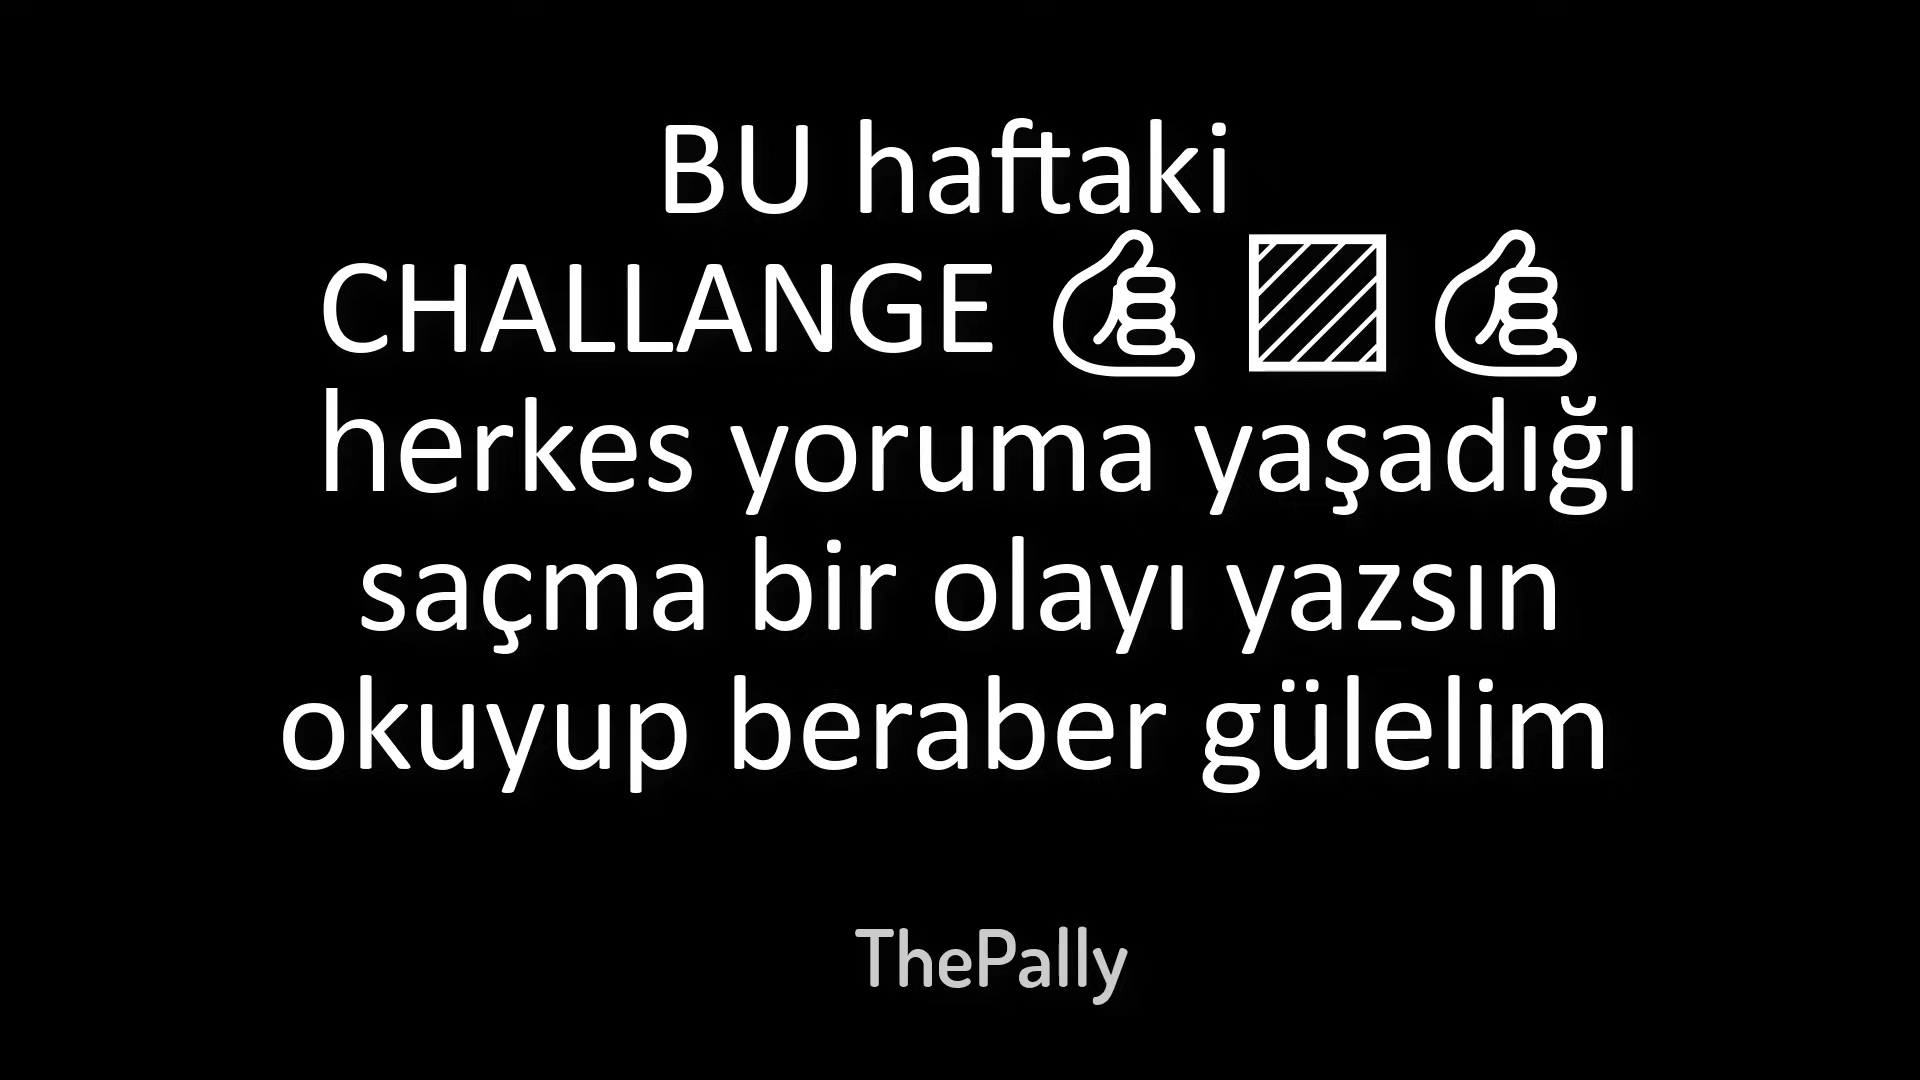 BU haftaki
CHALLANGE 🤙 ▨ 🤙
herkes yoruma yaşadığı
saçma bir olayı yazsın
okuyup beraber gülelim
ThePally